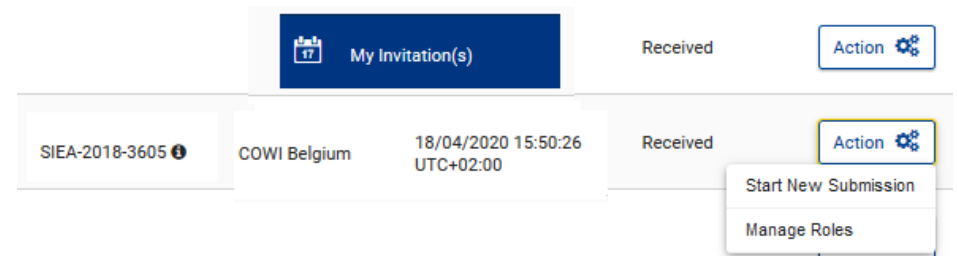 17 My Invitation(s) Received Action
SIEA-2018-3605 COWI Belgium 18/04/2020 15:50:26 Received Action
UTC+02:00
Start New Submission
Manage Roles